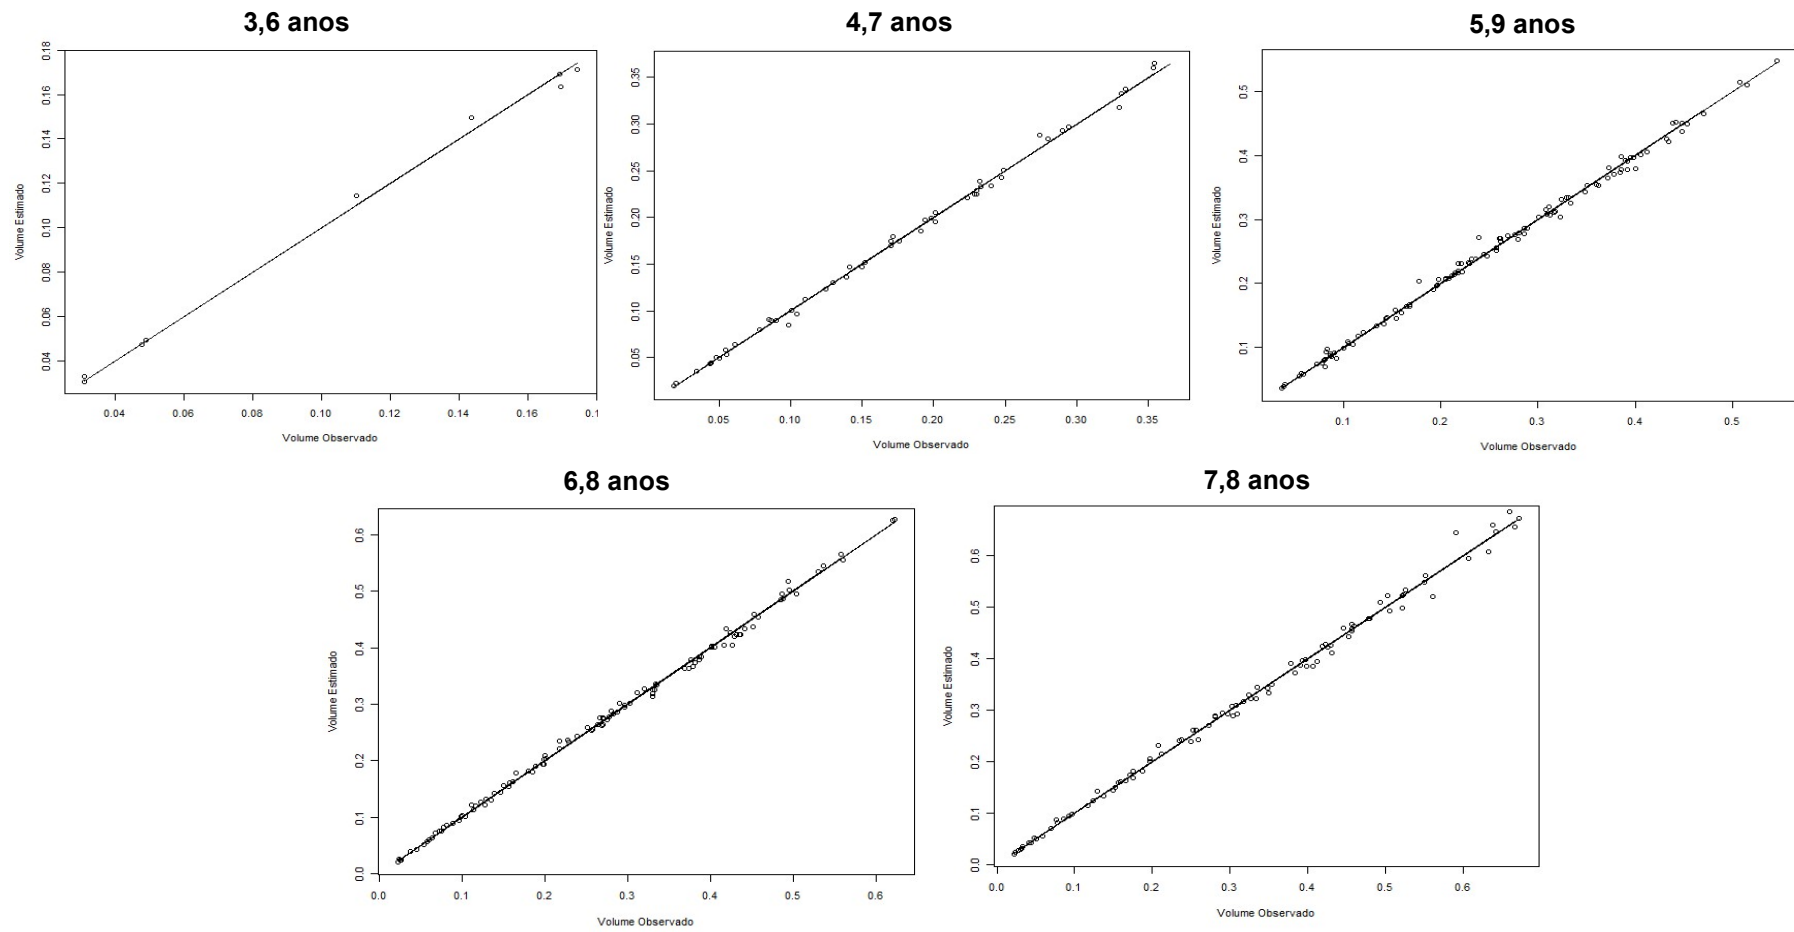 3,6 anos
Volume Estimado
0.04 0.06 0.08 0.10 0.12 0.14 0.16 0.18
0.04 0.06 0.08 0.10 0.12 0.14 0.16 0.1
Volume Observado
4,7 anos
Volume Estimado
0.05 0.10 0.15 0.20 0.25 0.30 0.35
0.05 0.10 0.15 0.20 0.25 0.30 0.35
Volume Observado
5,9 anos
Volume Estimado
0.1 0.2 0.3 0.4 0.5
0.1 0.2 0.3 0.4 0.5
Volume Observado
6,8 anos
Volume Estimado
0.0 0.1 0.2 0.3 0.4 0.5 0.6
0.0 0.1 0.2 0.3 0.4 0.5 0.6
Volume Observado
7,8 anos
Volume Estimado
0.0 0.1 0.2 0.3 0.4 0.5 0.6
0.0 0.1 0.2 0.3 0.4 0.5 0.6
Volume Observado